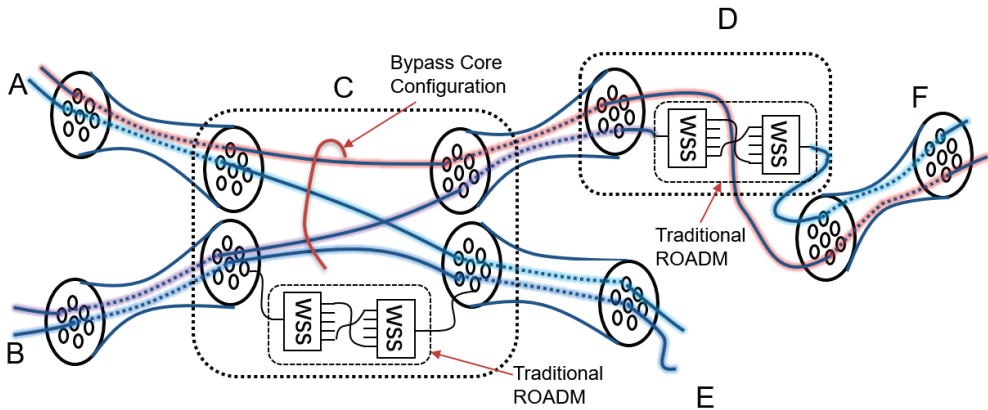 D
Bypass Core
Configuration
C
A
F
WSS
WSS
Traditional
ROADM
B
WSS
WSS
Traditional
ROADM
E